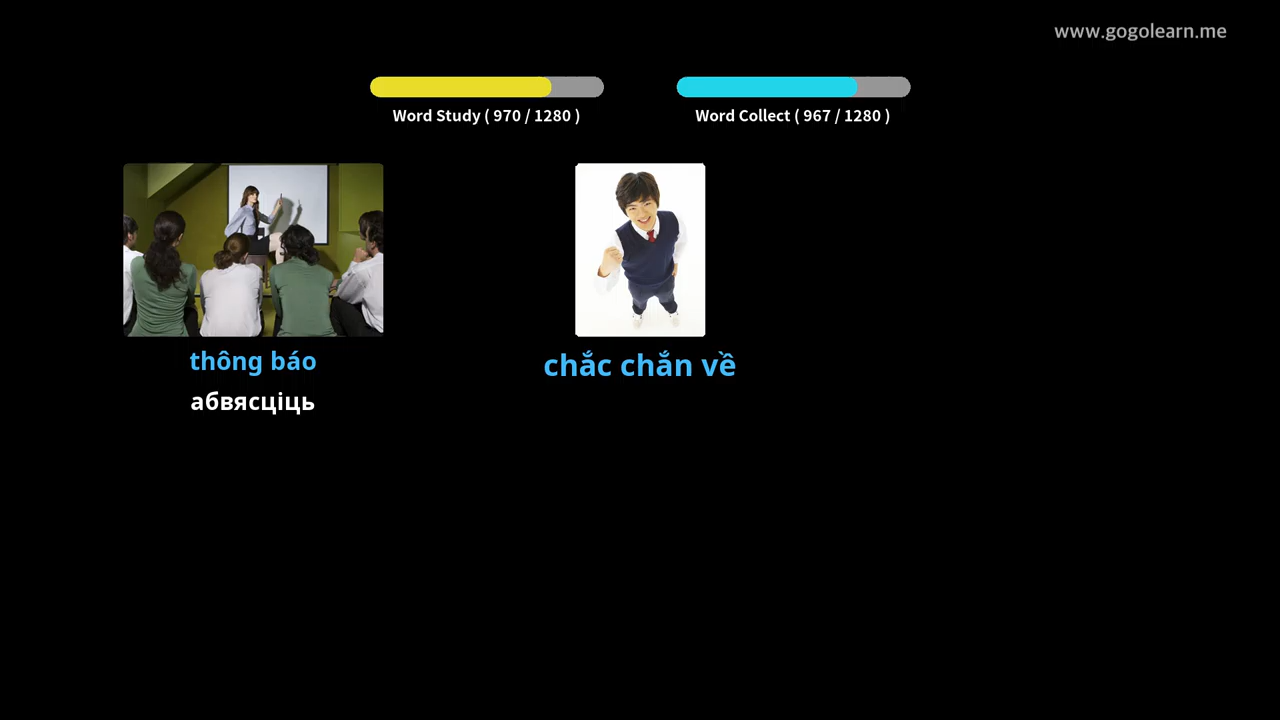 www.gogolearn.me
Word Study ( 970 / 1280 )
Word Collect ( 967 / 1280 )
thông báo
абвясціць
chắc chắn về